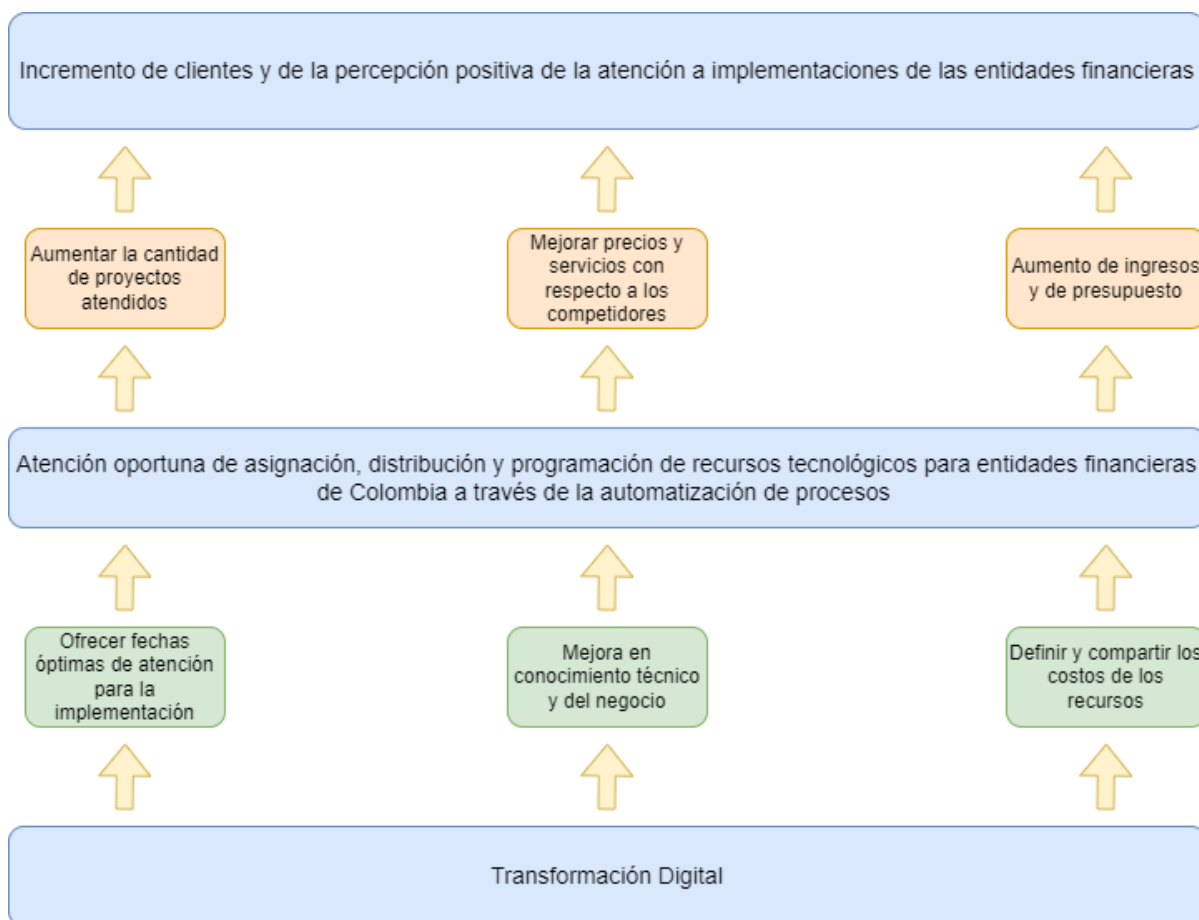 Incremento de clientes y de la percepción positiva de la atención a implementaciones de las entidades financieras
Aumentar la cantidad
de proyectos
atendidos
Mejorar precios y
servicios con
respecto a los
competidores
Aumento de ingresos
y de presupuesto
Atención oportuna de asignación, distribución y programación de recursos tecnológicos para entidades financieras
de Colombia a través de la automatización de procesos
Ofrecer fechas
óptimas de atención
para la
implementación
Mejora en
conocimiento técnico
y del negocio
Definir y compartir los
costos de los
recursos
Transformación Digital